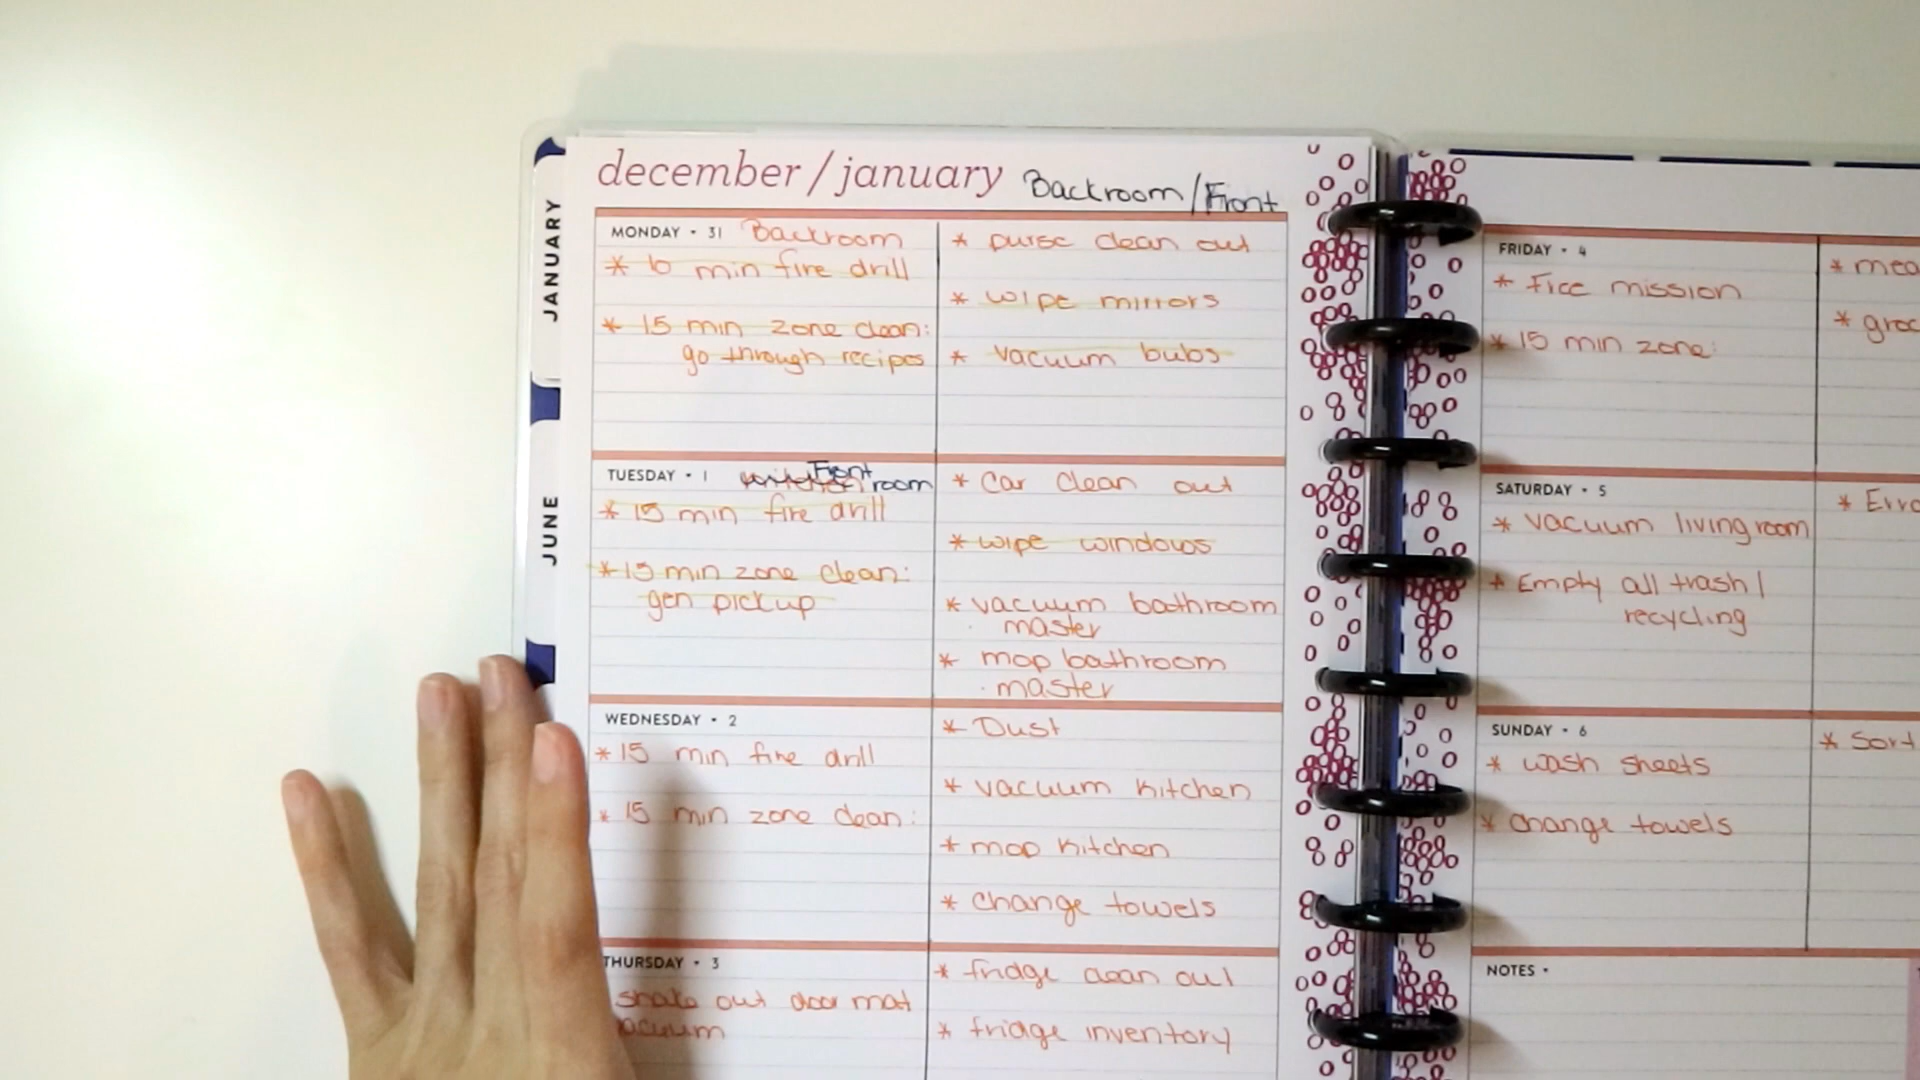 december / january Backroom/Front
JANUARY
JUNE
MONDAY • 31 Backroom
* 10 min fire drill
* 15 min zone clean:
go through recipes
* purse clean out
* wipe mirrors
* vacuum bubs
TUESDAY • 1 Front room
* 15 min fire drill
* 15 min zone clean:
gen pickup
* Car clean out
* wipe windows
* vacuum bathroom
master
* mop bathroom
master
WEDNESDAY • 2
* 15 min fire drill
* 15 min zone clean:
* Dust
* vacuum kitchen
* mop kitchen
* change towels
THURSDAY • 3
shake out door mat
* fridge clean out
* fridge inventory
FRIDAY • 4
* mission
* 15 min zone:
SATURDAY • 5
* vacuum living room
* Empty all trash/
recycling
SUNDAY • 6
* wash sheets
* change towels
* Sort
NOTES •